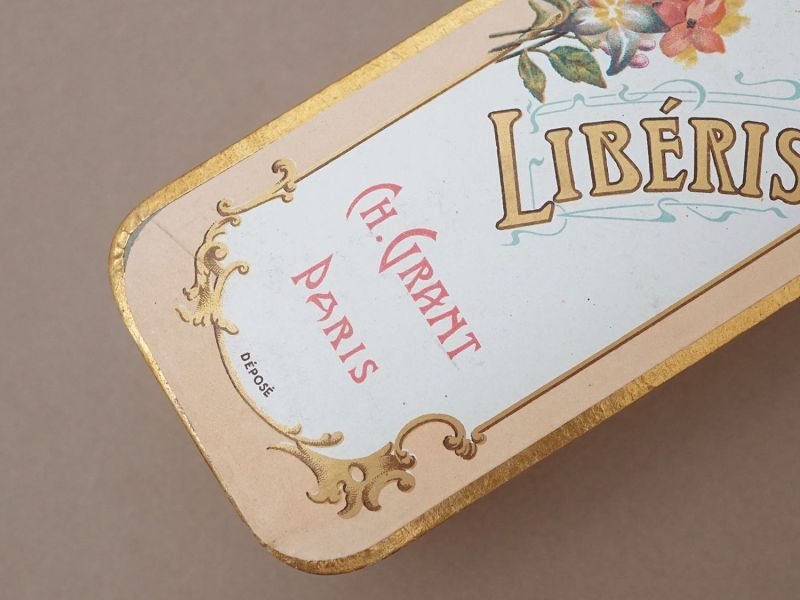 LIBÉRIS
CH. GRANT
PARIS
DÉPOSÉ